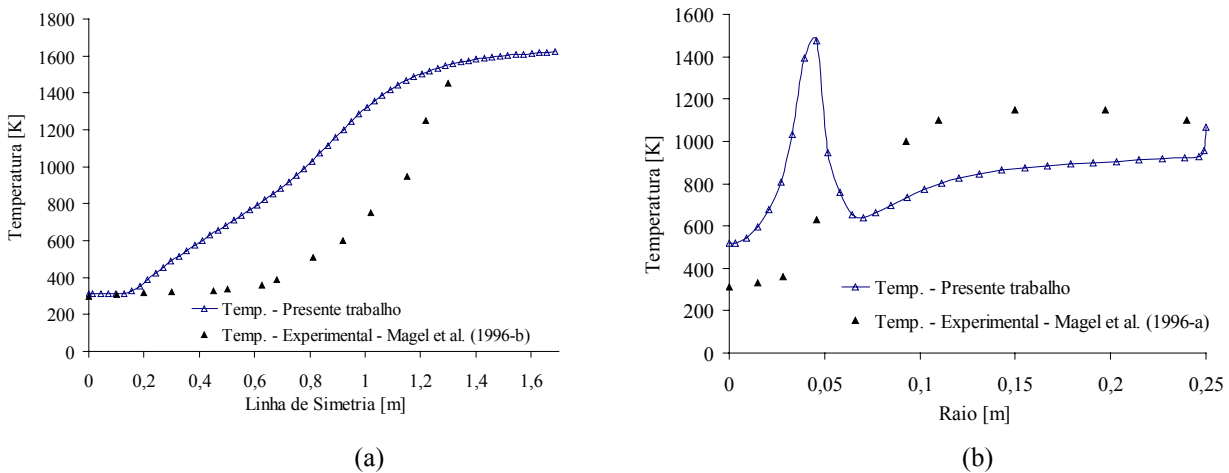 1800
1600
1400
1200
1000
800
600
400
200
0
Temperatura [K]
Temp. - Presente trabalho
Temp. - Experimental - Magel et al. (1996-b)
0 0,2 0,4 0,6 0,8 1 1,2 1,4 1,6
Linha de Simetria [m]
(a)
1600
1400
1200
1000
800
600
400
200
0
Temperatura [K]
Temp. - Presente trabalho
Temp. - Experimental - Magel et al. (1996-a)
0 0,05 0,1 0,15 0,2 0,25
Raio [m]
(b)